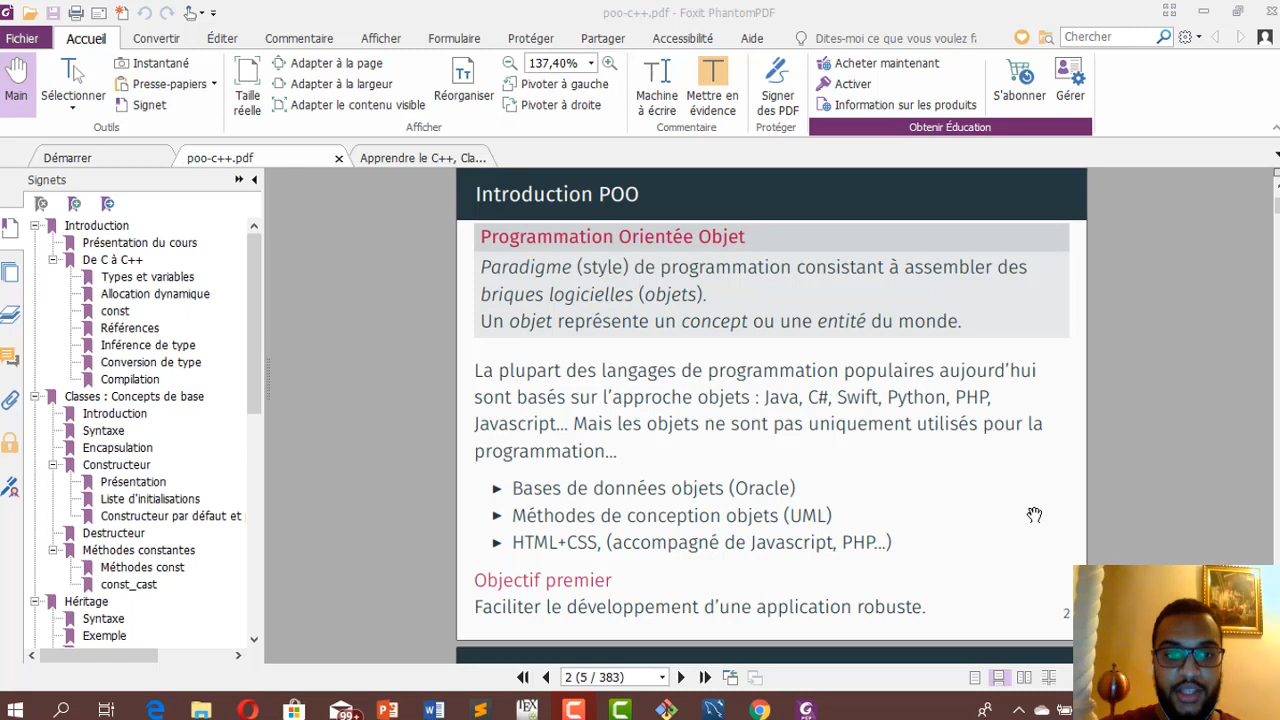 poo-c++.pdf - Foxit PhantomPDF
Fichier Accueil Convertir Éditer Commentaire Afficher Formulaire Protéger Partager Accessibilité Aide Dites-moi ce que vous voulez f Chercher
Main
Sélectionner
Instantané
Presse-papiers
Signet
Outils
Taille
réelle
Adapter à la page
Adapter à la largeur
Adapter le contenu visible
Réorganiser
137,40%
Pivoter à gauche
Pivoter à droite
Afficher
Machine
à écrire
Mettre en
évidence
Commentaire
Signer
des PDF
Protéger
Acheter maintenant
Activer
Information sur les produits
S'abonner
Gérer
Obtenir Éducation
Démarrer
poo-c++.pdf
Apprendre le C++, Cla...
Signets
Introduction
Présentation du cours
De C à C++
Types et variables
Allocation dynamique
const
Références
Inférence de type
Conversion de type
Compilation
Classes : Concepts de base
Introduction
Syntaxe
Encapsulation
Constructeur
Présentation
Liste d'initialisations
Constructeur par défaut et
Destructeur
Méthodes constantes
Méthodes const
const_cast
Héritage
Syntaxe
Exemple
Introduction POO
Programmation Orientée Objet
Paradigme (style) de programmation consistant à assembler des
briques logicielles (objets).
Un objet représente un concept ou une entité du monde.
La plupart des langages de programmation populaires aujourd'hui
sont basés sur l'approche objets : Java, C#, Swift, Python, PHP,
Javascript... Mais les objets ne sont pas uniquement utilisés pour la
programmation...
► Bases de données objets (Oracle)
► Méthodes de conception objets (UML)
► HTML+CSS, (accompagné de Javascript, PHP...)
Objectif premier
Faciliter le développement d'une application robuste.
2
2 (5 / 383)
99+